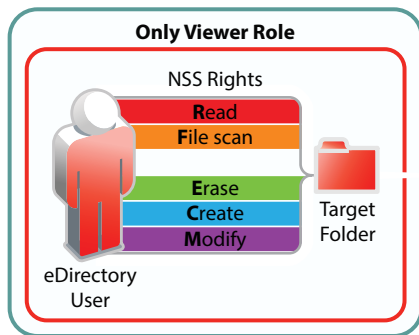 Only Viewer Role
NSS Rights
Read
File scan
Erase
Create
Modify
Target
Folder
eDirectory
User